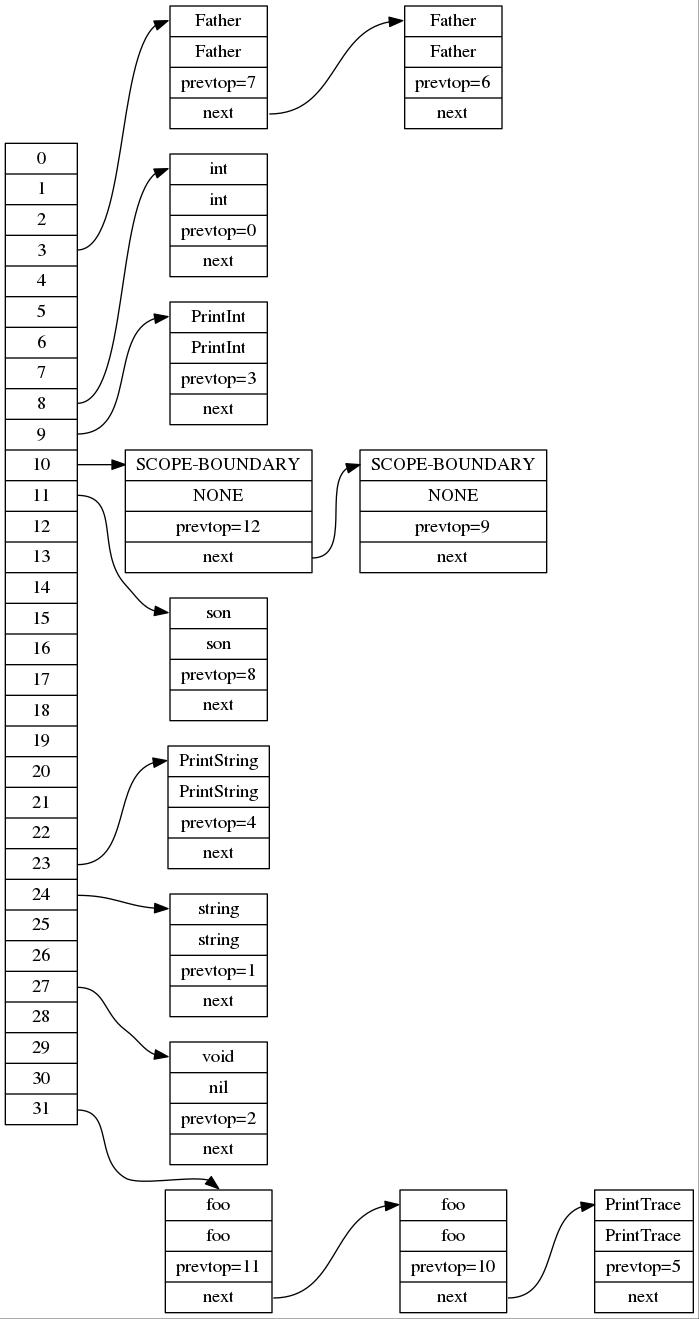 0
1
2
3
4
5
6
7
8
9
10
11
12
13
14
15
16
17
18
19
20
21
22
23
24
25
26
27
28
29
30
31
Father
Father
prevtop=7
next
Father
Father
prevtop=6
next
int
int
prevtop=0
next
PrintInt
PrintInt
prevtop=3
next
SCOPE-BOUNDARY
NONE
prevtop=12
next
SCOPE-BOUNDARY
NONE
prevtop=9
next
son
son
prevtop=8
next
PrintString
PrintString
prevtop=4
next
string
string
prevtop=1
next
void
nil
prevtop=2
next
foo
foo
prevtop=11
next
foo
foo
prevtop=10
next
PrintTrace
PrintTrace
prevtop=5
next